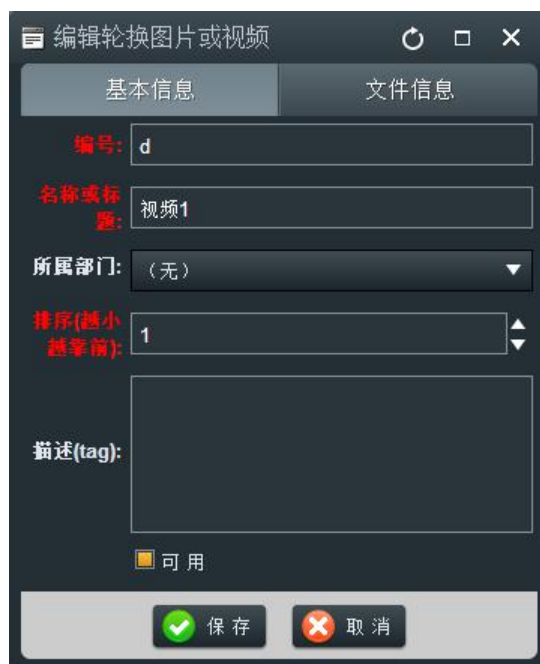 编辑轮换图片或视频
基本信息 文件信息
编号: d
名称或标
题: 视频1
所属部门: （无）
排序(越小
越靠前): 1
描述(tag):
可用
保存 取消